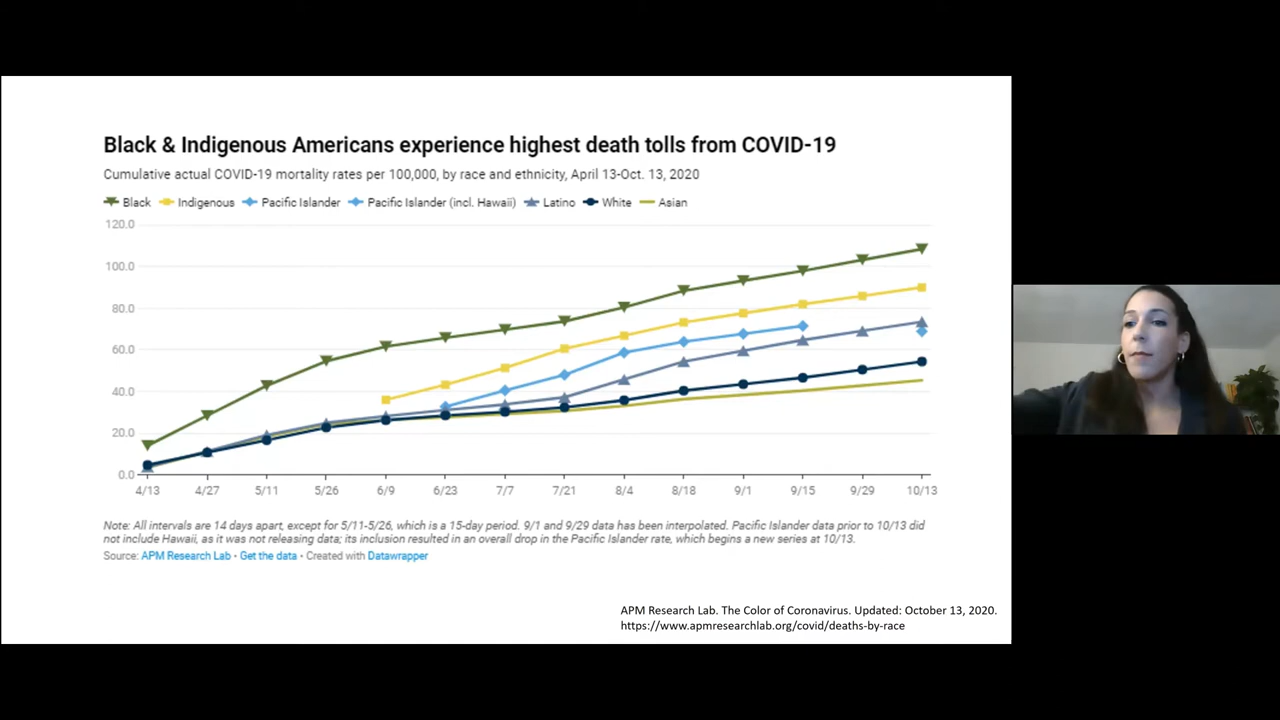 Black & Indigenous Americans experience highest death tolls from COVID-19
Cumulative actual COVID-19 mortality rates per 100,000, by race and ethnicity, April 13-Oct. 13, 2020
Black Indigenous Pacific Islander Pacific Islander (incl. Hawaii) Latino White Asian
120.0
100.0
80.0
60.0
40.0
20.0
0.0
4/13 4/27 5/11 5/26 6/9 6/23 7/7 7/21 8/4 8/18 9/1 9/15 9/29 10/13
Note: All intervals are 14 days apart, except for 5/11-5/26, which is a 15-day period. 9/1 and 9/29 data has been interpolated. Pacific Islander data prior to 10/13 did
not include Hawaii, as it was not releasing data; its inclusion resulted in an overall drop in the Pacific Islander rate, which begins a new series at 10/13.
Source: APM Research Lab • Get the data • Created with Datawrapper
APM Research Lab. The Color of Coronavirus. Updated: October 13, 2020.
https://www.apmresearchlab.org/covid/deaths-by-race